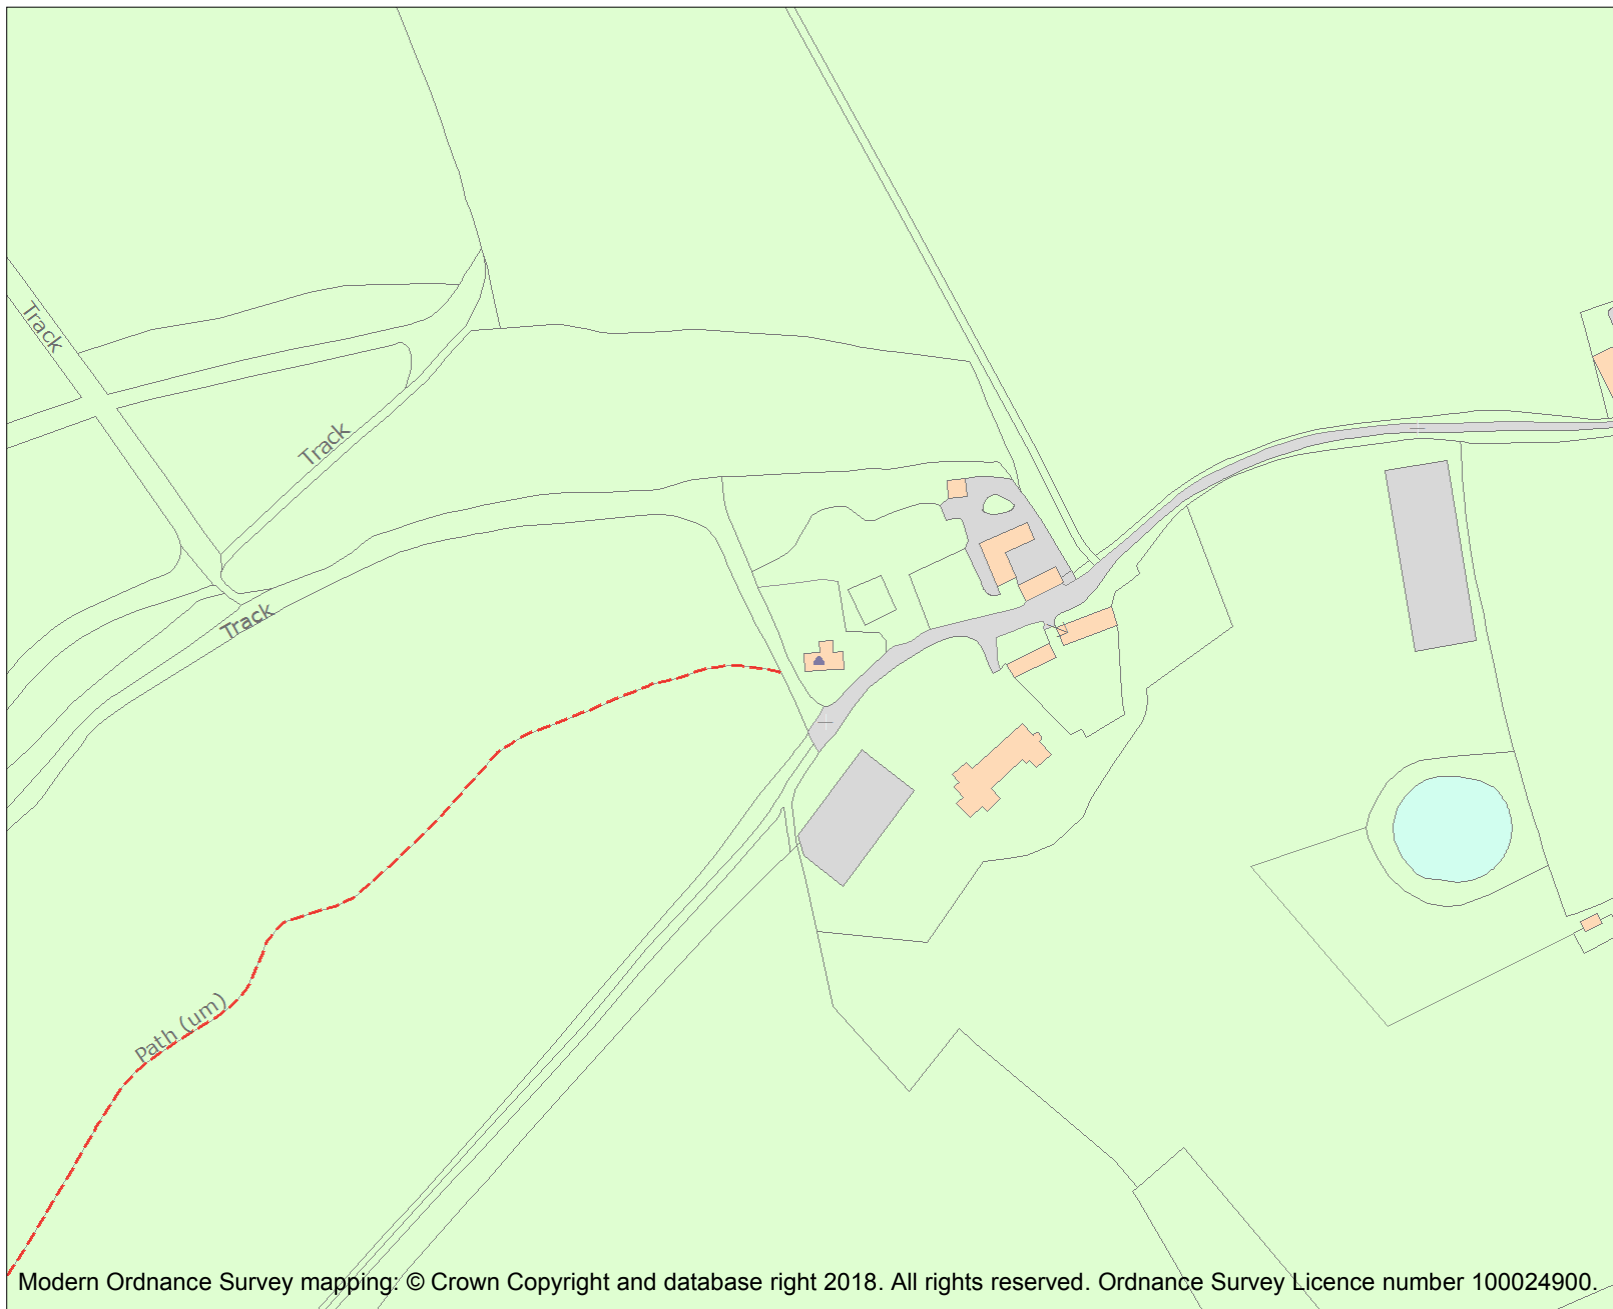 Track
Track
Track
Path (um)
Modern Ordnance Survey mapping: © Crown Copyright and database right 2018. All rights reserved. Ordnance Survey Licence number 100024900.